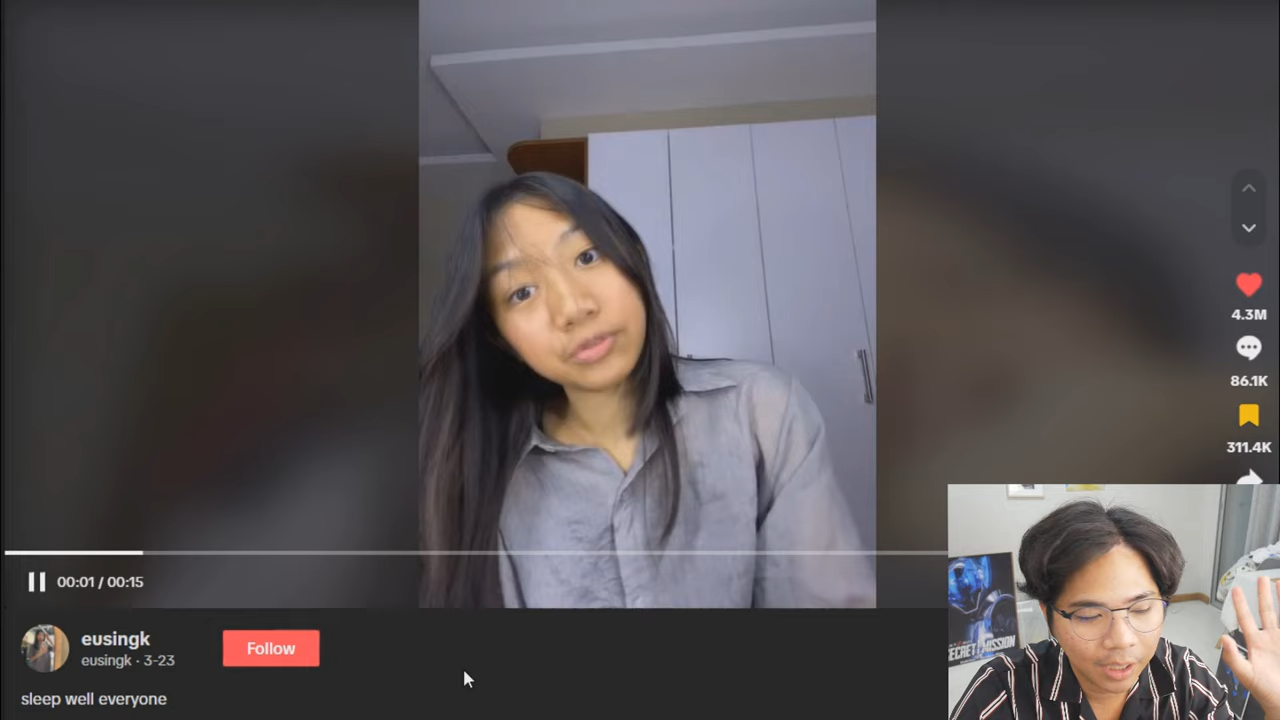 4.3M
86.1K
311.4K
00:01 / 00:15
eusingk
eusingk · 3-23
Follow
sleep well everyone
SECRET MISSION